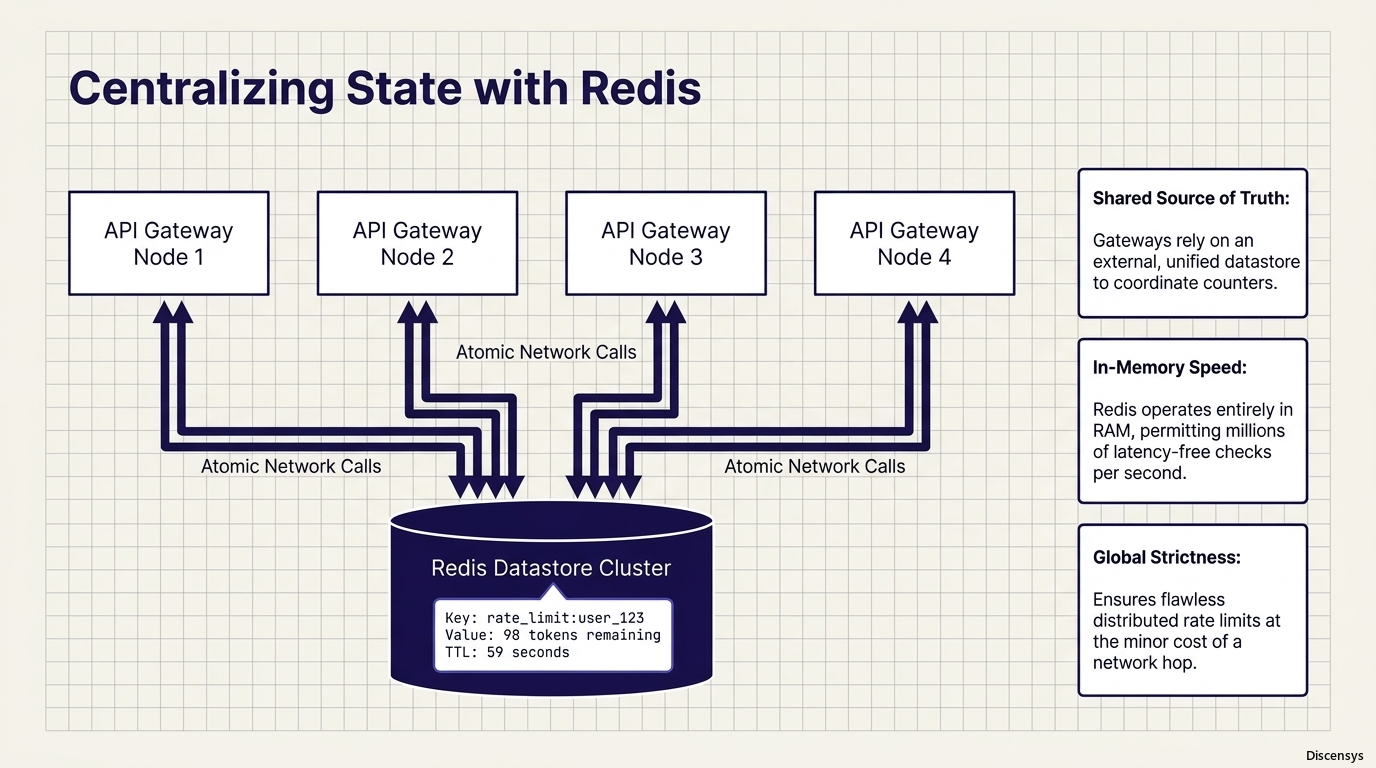 Centralizing State with Redis
API Gateway
Node 1
API Gateway
Node 2
API Gateway
Node 3
API Gateway
Node 4
Atomic Network Calls
Atomic Network Calls
Atomic Network Calls
Redis Datastore Cluster
Key: rate_limit:user_123
Value: 98 tokens remaining
TTL: 59 seconds
Shared Source of Truth:
Gateways rely on an
external, unified datastore
to coordinate counters.
In-Memory Speed:
Redis operates entirely in
RAM, permitting millions
of latency-free checks
per second.
Global Strictness:
Ensures flawless
distributed rate limits at
the minor cost of a
network hop.
Discensys